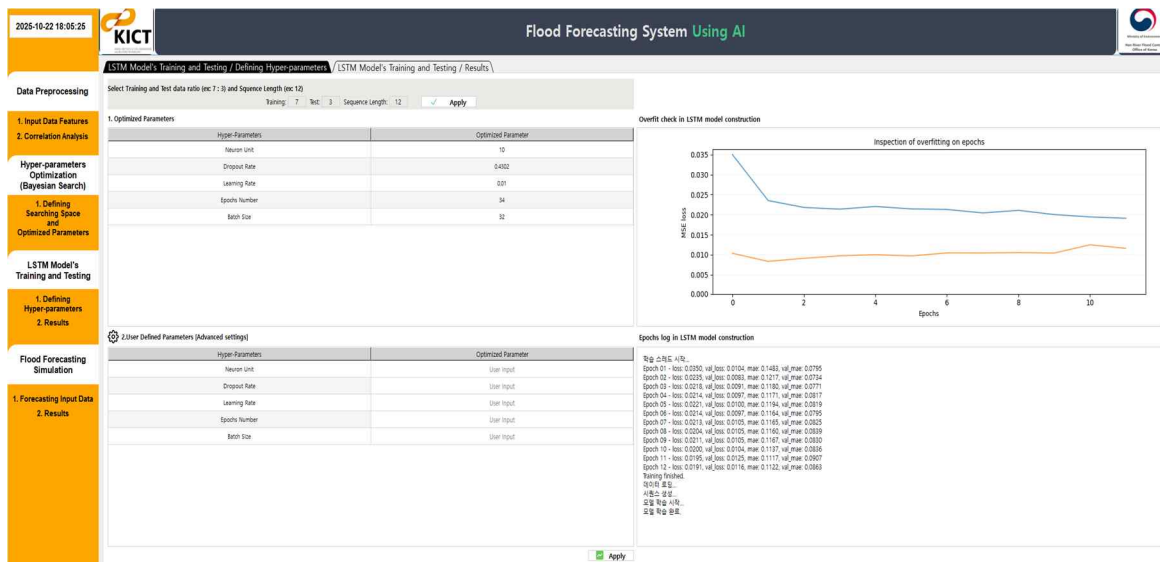 2025-10-22 18:05:25
KICT
Flood Forecasting System Using AI
LSTM Model's Training and Testing / Defining Hyper-parameters
LSTM Model's Training and Testing / Results
Data Preprocessing
1. Input Data Features
2. Correlation Analysis
Hyper-parameters
Optimization
(Bayesian Search)
1. Defining
Searching Space
and
Optimized Parameters
LSTM Model's
Training and Testing
1. Defining
Hyper-parameters
2. Results
Flood Forecasting
Simulation
1. Forecasting Input Data
2. Results
Select Training and Test data ratio (ex: 7 : 3) and Squence Length (ex: 12)
Training: 7 Test: 3 Sequence Length: 12 Apply
1. Optimized Parameters
Hyper-Parameters Optimized Parameter
Neuron Unit 10
Dropout Rate 0.4302
Learning Rate 0.01
Epochs Number 34
Batch Size 32
2.User Defined Parameters [Advanced settings]
Hyper-Parameters Optimized Parameter
Neuron Unit User Input
Dropout Rate User Input
Learning Rate User Input
Epochs Number User Input
Batch Size User Input
Apply
Overfit check in LSTM model construction
Inspection of overfitting on epochs
MSE loss
0.035
0.030
0.025
0.020
0.015
0.010
0.005
0.000
0 2 4 6 8 10
Epochs
Epochs log in LSTM model construction
학습 스레드 시작...
Epoch 01 - loss: 0.0350, val_loss: 0.0104, mae: 0.1483, val_mae: 0.0795
Epoch 02 - loss: 0.0235, val_loss: 0.0083, mae: 0.1217, val_mae: 0.0734
Epoch 03 - loss: 0.0218, val_loss: 0.0091, mae: 0.1180, val_mae: 0.0771
Epoch 04 - loss: 0.0214, val_loss: 0.0097, mae: 0.1171, val_mae: 0.0817
Epoch 05 - loss: 0.0221, val_loss: 0.0100, mae: 0.1194, val_mae: 0.0819
Epoch 06 - loss: 0.0214, val_loss: 0.0097, mae: 0.1164, val_mae: 0.0795
Epoch 07 - loss: 0.0213, val_loss: 0.0105, mae: 0.1165, val_mae: 0.0825
Epoch 08 - loss: 0.0204, val_loss: 0.0105, mae: 0.1160, val_mae: 0.0839
Epoch 09 - loss: 0.0211, val_loss: 0.0105, mae: 0.1167, val_mae: 0.0830
Epoch 10 - loss: 0.0200, val_loss: 0.0104, mae: 0.1137, val_mae: 0.0836
Epoch 11 - loss: 0.0195, val_loss: 0.0125, mae: 0.1117, val_mae: 0.0907
Epoch 12 - loss: 0.0191, val_loss: 0.0116, mae: 0.1122, val_mae: 0.0863
Training finished.
데이터 로딩...
시퀀스 생성...
모델 학습 시작...
모델 학습 완료.